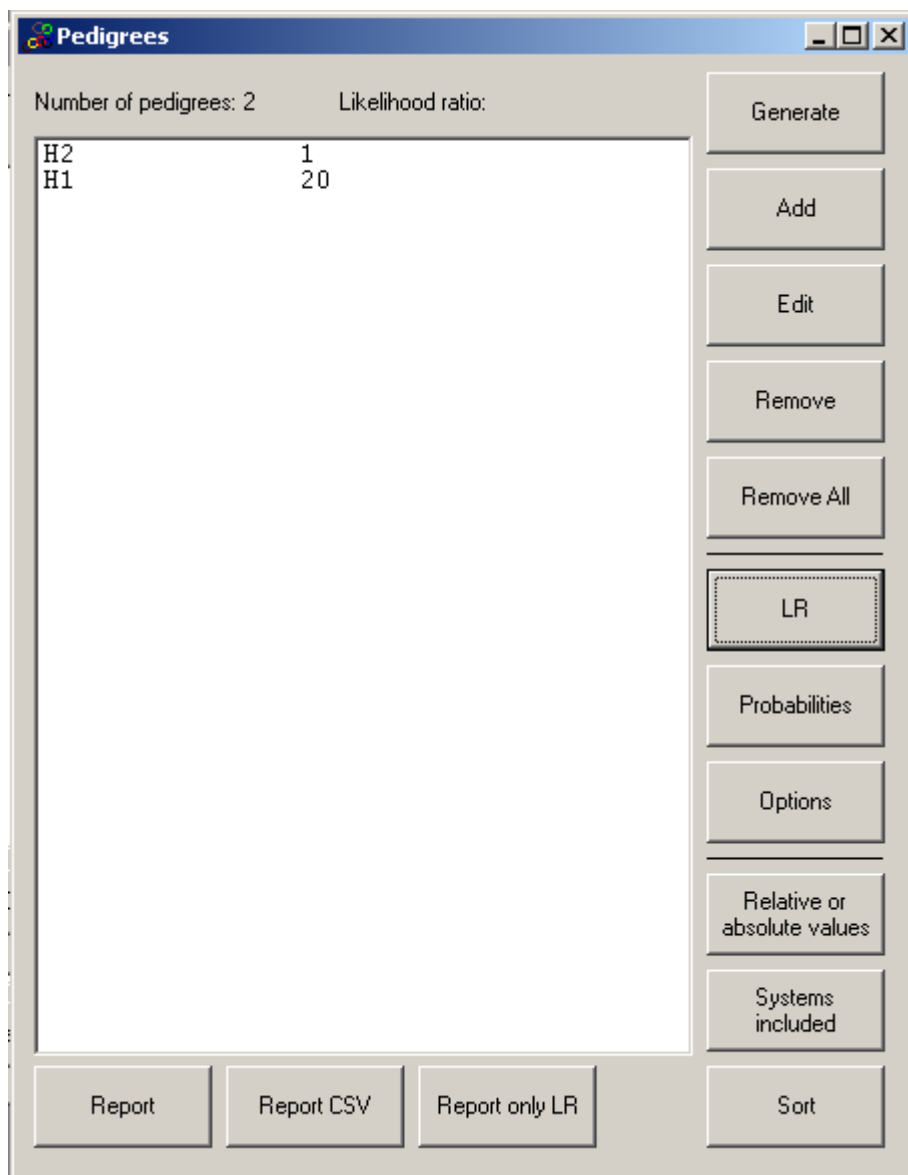 Pedigrees
Number of pedigrees: 2 Likelihood ratio:
H2 1
H1 20
Generate
Add
Edit
Remove
Remove All
LR
Probabilities
Options
Relative or
absolute values
Systems
included
Report
Report CSV
Report only LR
Sort